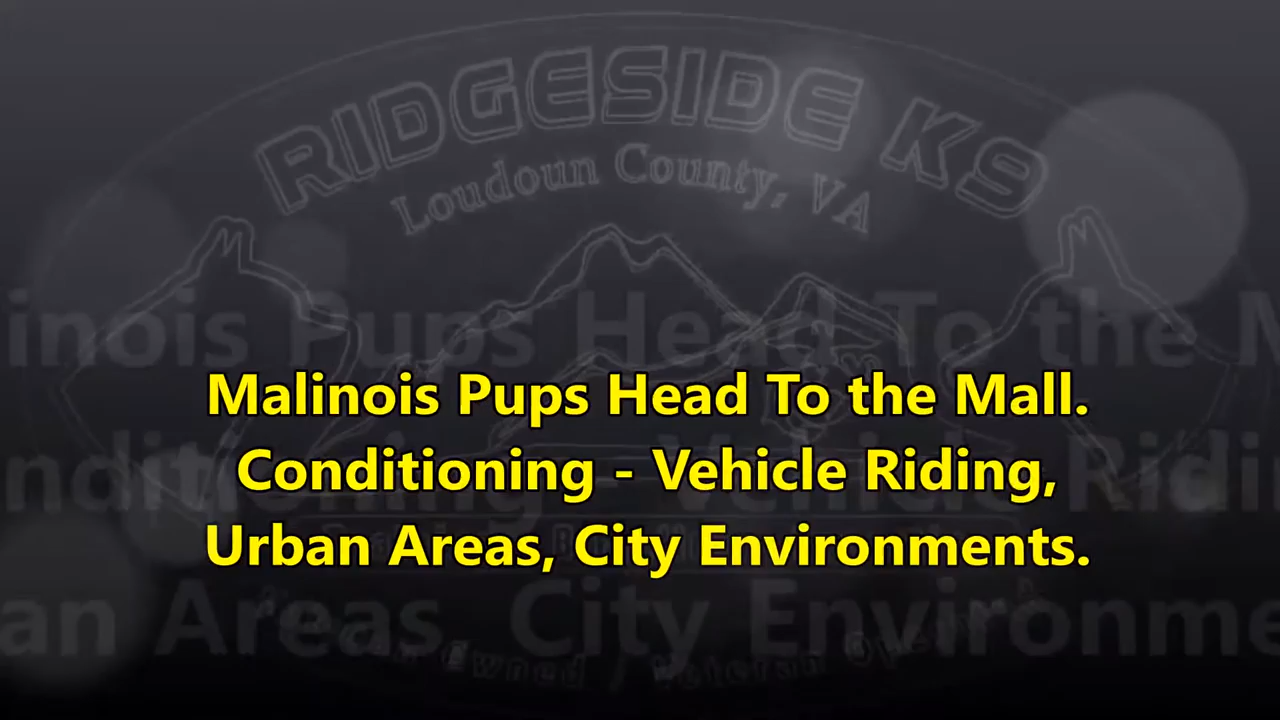 RIDGESIDE K9
Loudoun County, VA
Malinois Pups Head To the Mall.
Conditioning - Vehicle Riding,
Urban Areas, City Environments.